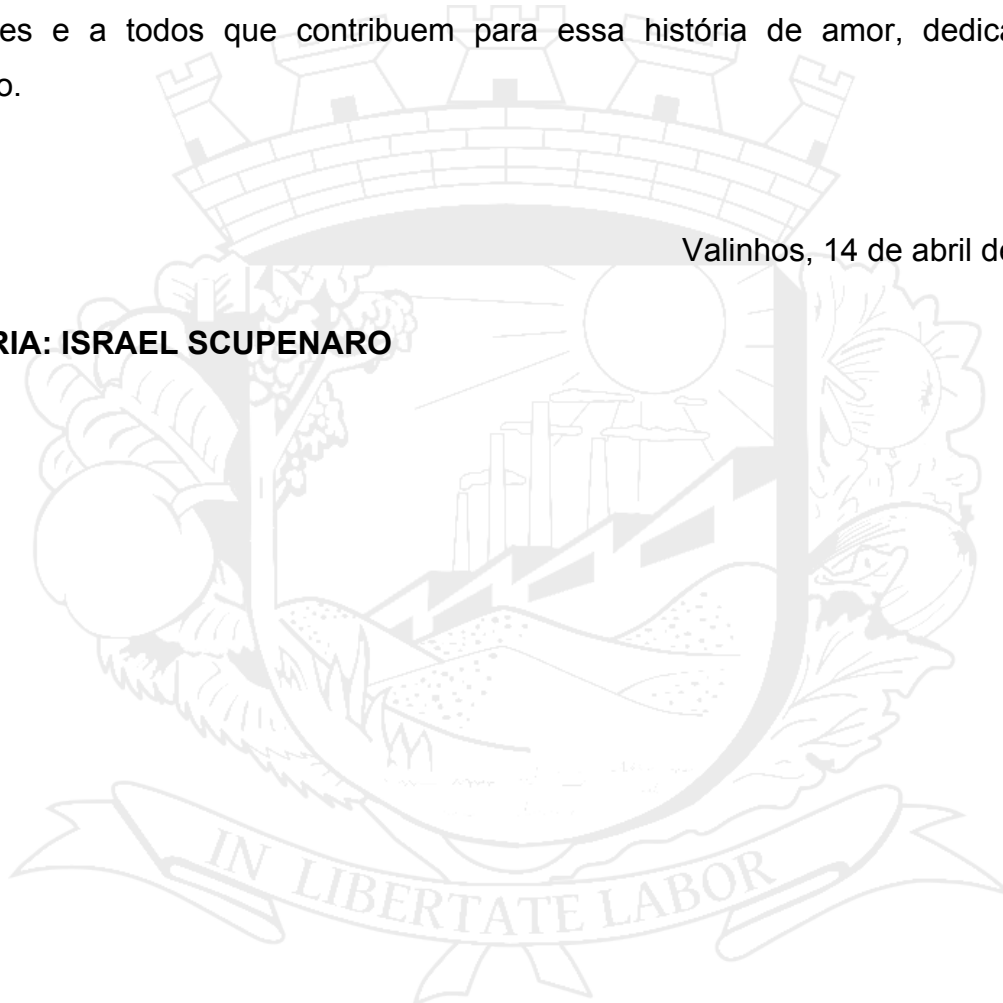 es e a todos que contribuem para essa história de amor, dedica
o.
Valinhos, 14 de abril de
RIA: ISRAEL SCUPENARO
IN LIBERTATE LABOR